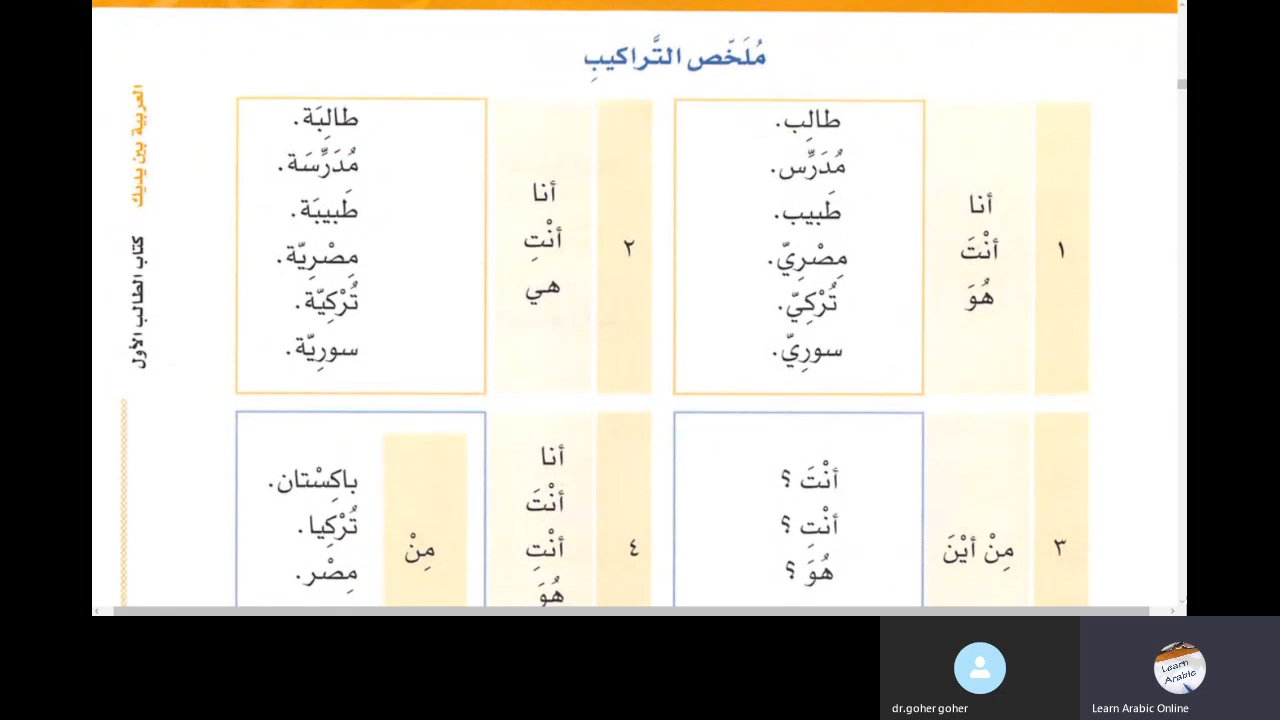 مُلَخّص التَّراكيبِ
١
أنا
أنْتَ
هُوَ
طالِب.
مُدَرِّس.
طَبيب.
مِصْرِيّ.
تُرْكِيّ.
سورِيّ.
٢
أنا
أنْتِ
هي
طالِبَة.
مُدَرِّسَة.
طَبيبَة.
مِصْرِيّة.
تُرْكِيّة.
سورِيّة.
٣
مِنْ أيْنَ
أنْتَ ؟
أنْتِ ؟
هُوَ ؟
٤
أنا
أنْتَ
أنْتِ
هُوَ
مِنْ
باكِسْتان.
تُرْكِيا.
مِصْر.
العربية بين يديك كتاب الطالب الأول
dr.goher goher
Learn Arabic
Learn Arabic Online